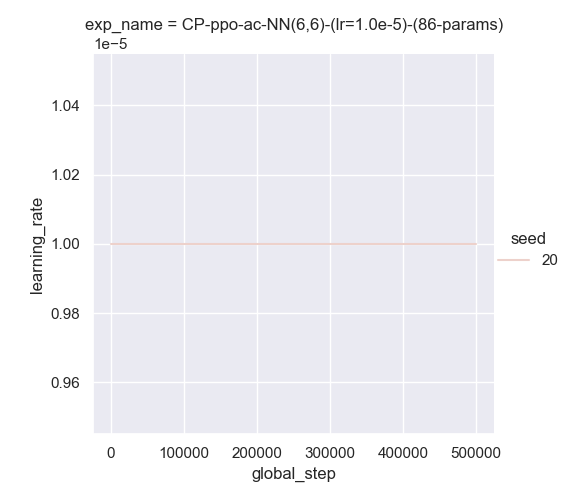 exp_name = CP-ppo-ac-NN(6,6)-(lr=1.0e-5)-(86-params)
1e−5
1.04
1.02
1.00
0.98
0.96
learning_rate
0
100000
200000
300000
400000
500000
global_step
seed
20